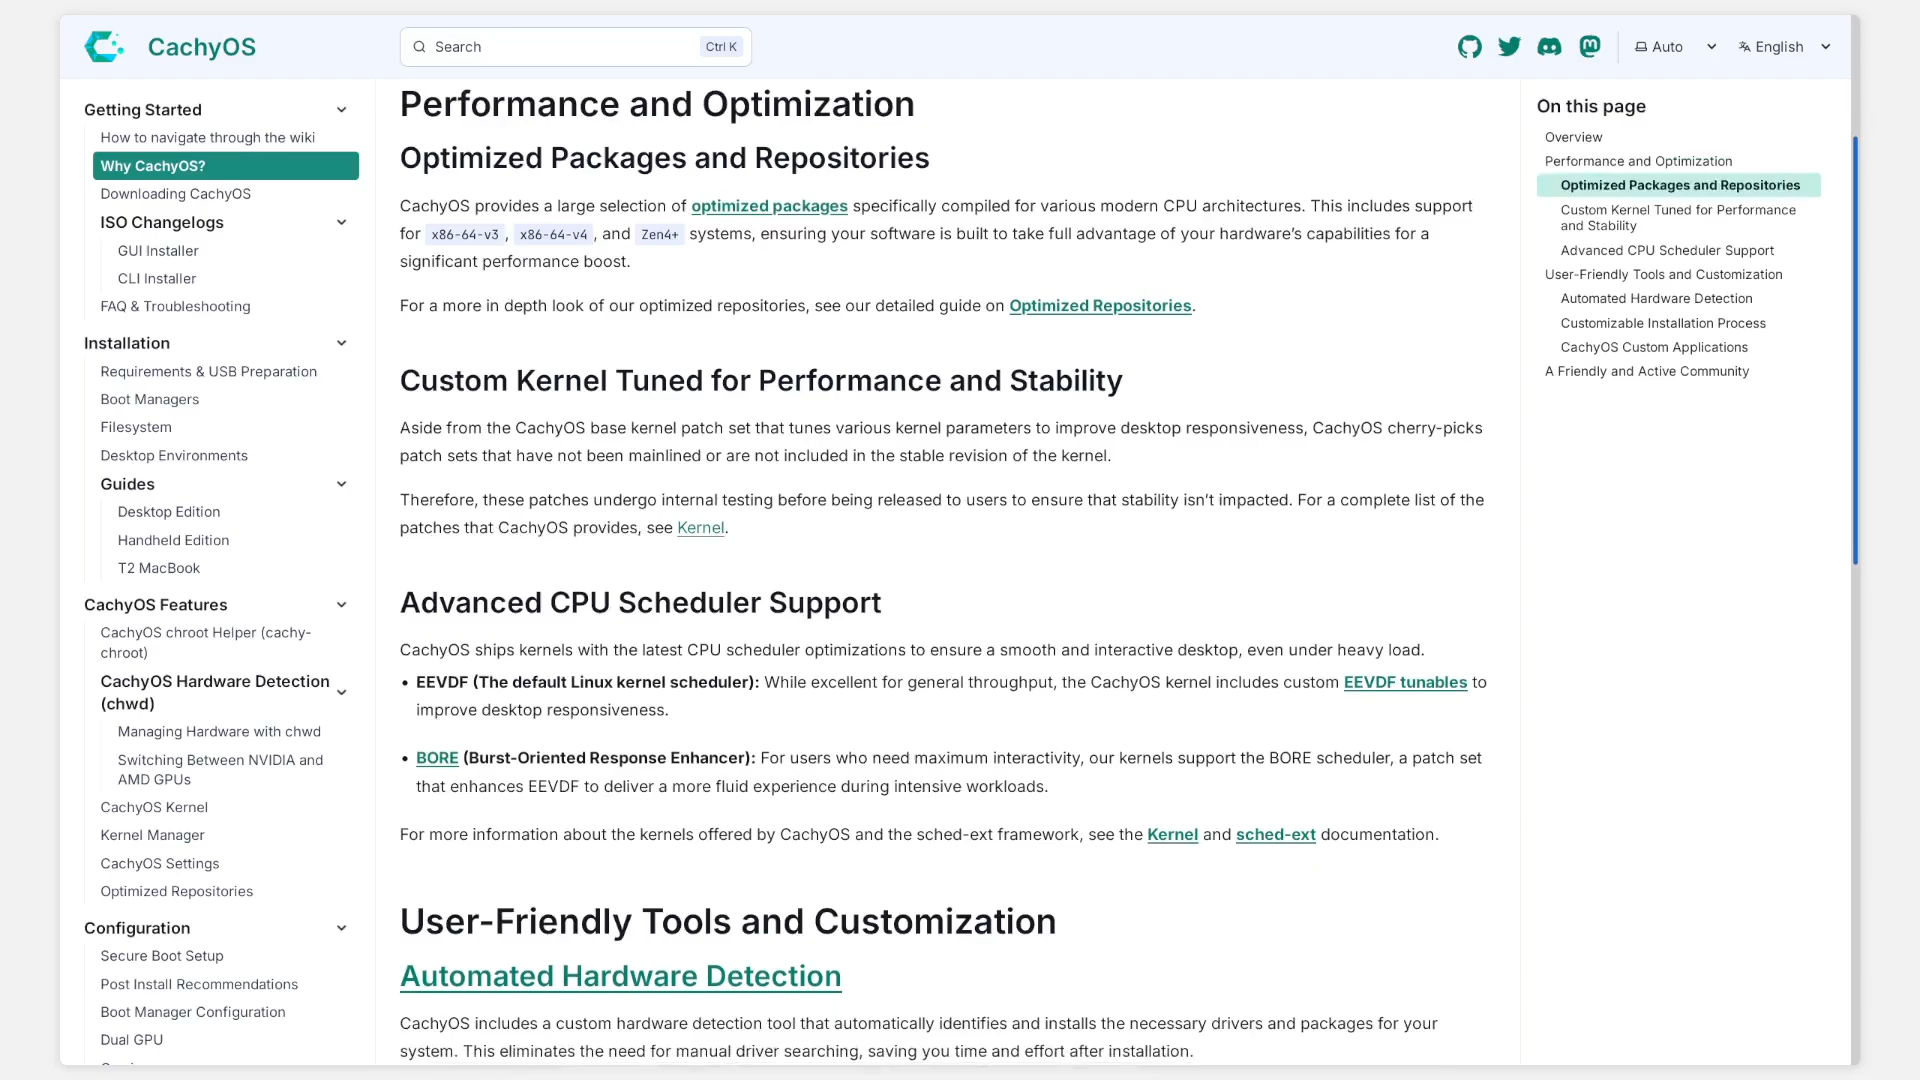 CachyOS
Search
Ctrl K
Auto
English
Getting Started
How to navigate through the wiki
Why CachyOS?
Downloading CachyOS
ISO Changelogs
GUI Installer
CLI Installer
FAQ & Troubleshooting
Installation
Requirements & USB Preparation
Boot Managers
Filesystem
Desktop Environments
Guides
Desktop Edition
Handheld Edition
T2 MacBook
CachyOS Features
CachyOS chroot Helper (cachy-
chroot)
CachyOS Hardware Detection
(chwd)
Managing Hardware with chwd
Switching Between NVIDIA and
AMD GPUs
CachyOS Kernel
Kernel Manager
CachyOS Settings
Optimized Repositories
Configuration
Secure Boot Setup
Post Install Recommendations
Boot Manager Configuration
Dual GPU
Performance and Optimization
Optimized Packages and Repositories
CachyOS provides a large selection of optimized packages specifically compiled for various modern CPU architectures. This includes support
for x86-64-v3, x86-64-v4, and Zen4+ systems, ensuring your software is built to take full advantage of your hardware's capabilities for a
significant performance boost.
For a more in depth look of our optimized repositories, see our detailed guide on Optimized Repositories.
Custom Kernel Tuned for Performance and Stability
Aside from the CachyOS base kernel patch set that tunes various kernel parameters to improve desktop responsiveness, CachyOS cherry-picks
patch sets that have not been mainlined or are not included in the stable revision of the kernel.
Therefore, these patches undergo internal testing before being released to users to ensure that stability isn't impacted. For a complete list of the
patches that CachyOS provides, see Kernel.
Advanced CPU Scheduler Support
CachyOS ships kernels with the latest CPU scheduler optimizations to ensure a smooth and interactive desktop, even under heavy load.
• EEVDF (The default Linux kernel scheduler): While excellent for general throughput, the CachyOS kernel includes custom EEVDF tunables to
improve desktop responsiveness.
• BORE (Burst-Oriented Response Enhancer): For users who need maximum interactivity, our kernels support the BORE scheduler, a patch set
that enhances EEVDF to deliver a more fluid experience during intensive workloads.
For more information about the kernels offered by CachyOS and the sched-ext framework, see the Kernel and sched-ext documentation.
User-Friendly Tools and Customization
Automated Hardware Detection
CachyOS includes a custom hardware detection tool that automatically identifies and installs the necessary drivers and packages for your
system. This eliminates the need for manual driver searching, saving you time and effort after installation.
On this page
Overview
Performance and Optimization
Optimized Packages and Repositories
Custom Kernel Tuned for Performance
and Stability
Advanced CPU Scheduler Support
User-Friendly Tools and Customization
Automated Hardware Detection
Customizable Installation Process
CachyOS Custom Applications
A Friendly and Active Community